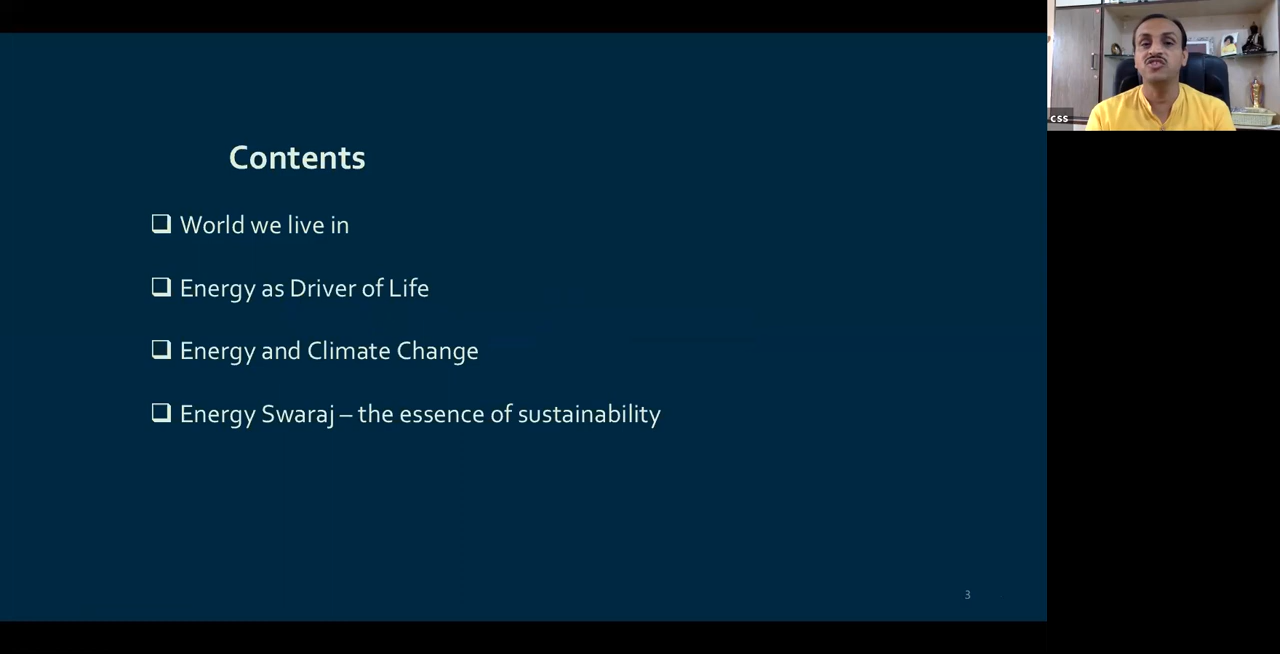 Contents
❑ World we live in
❑ Energy as Driver of Life
❑ Energy and Climate Change
❑ Energy Swaraj – the essence of sustainability
3
css